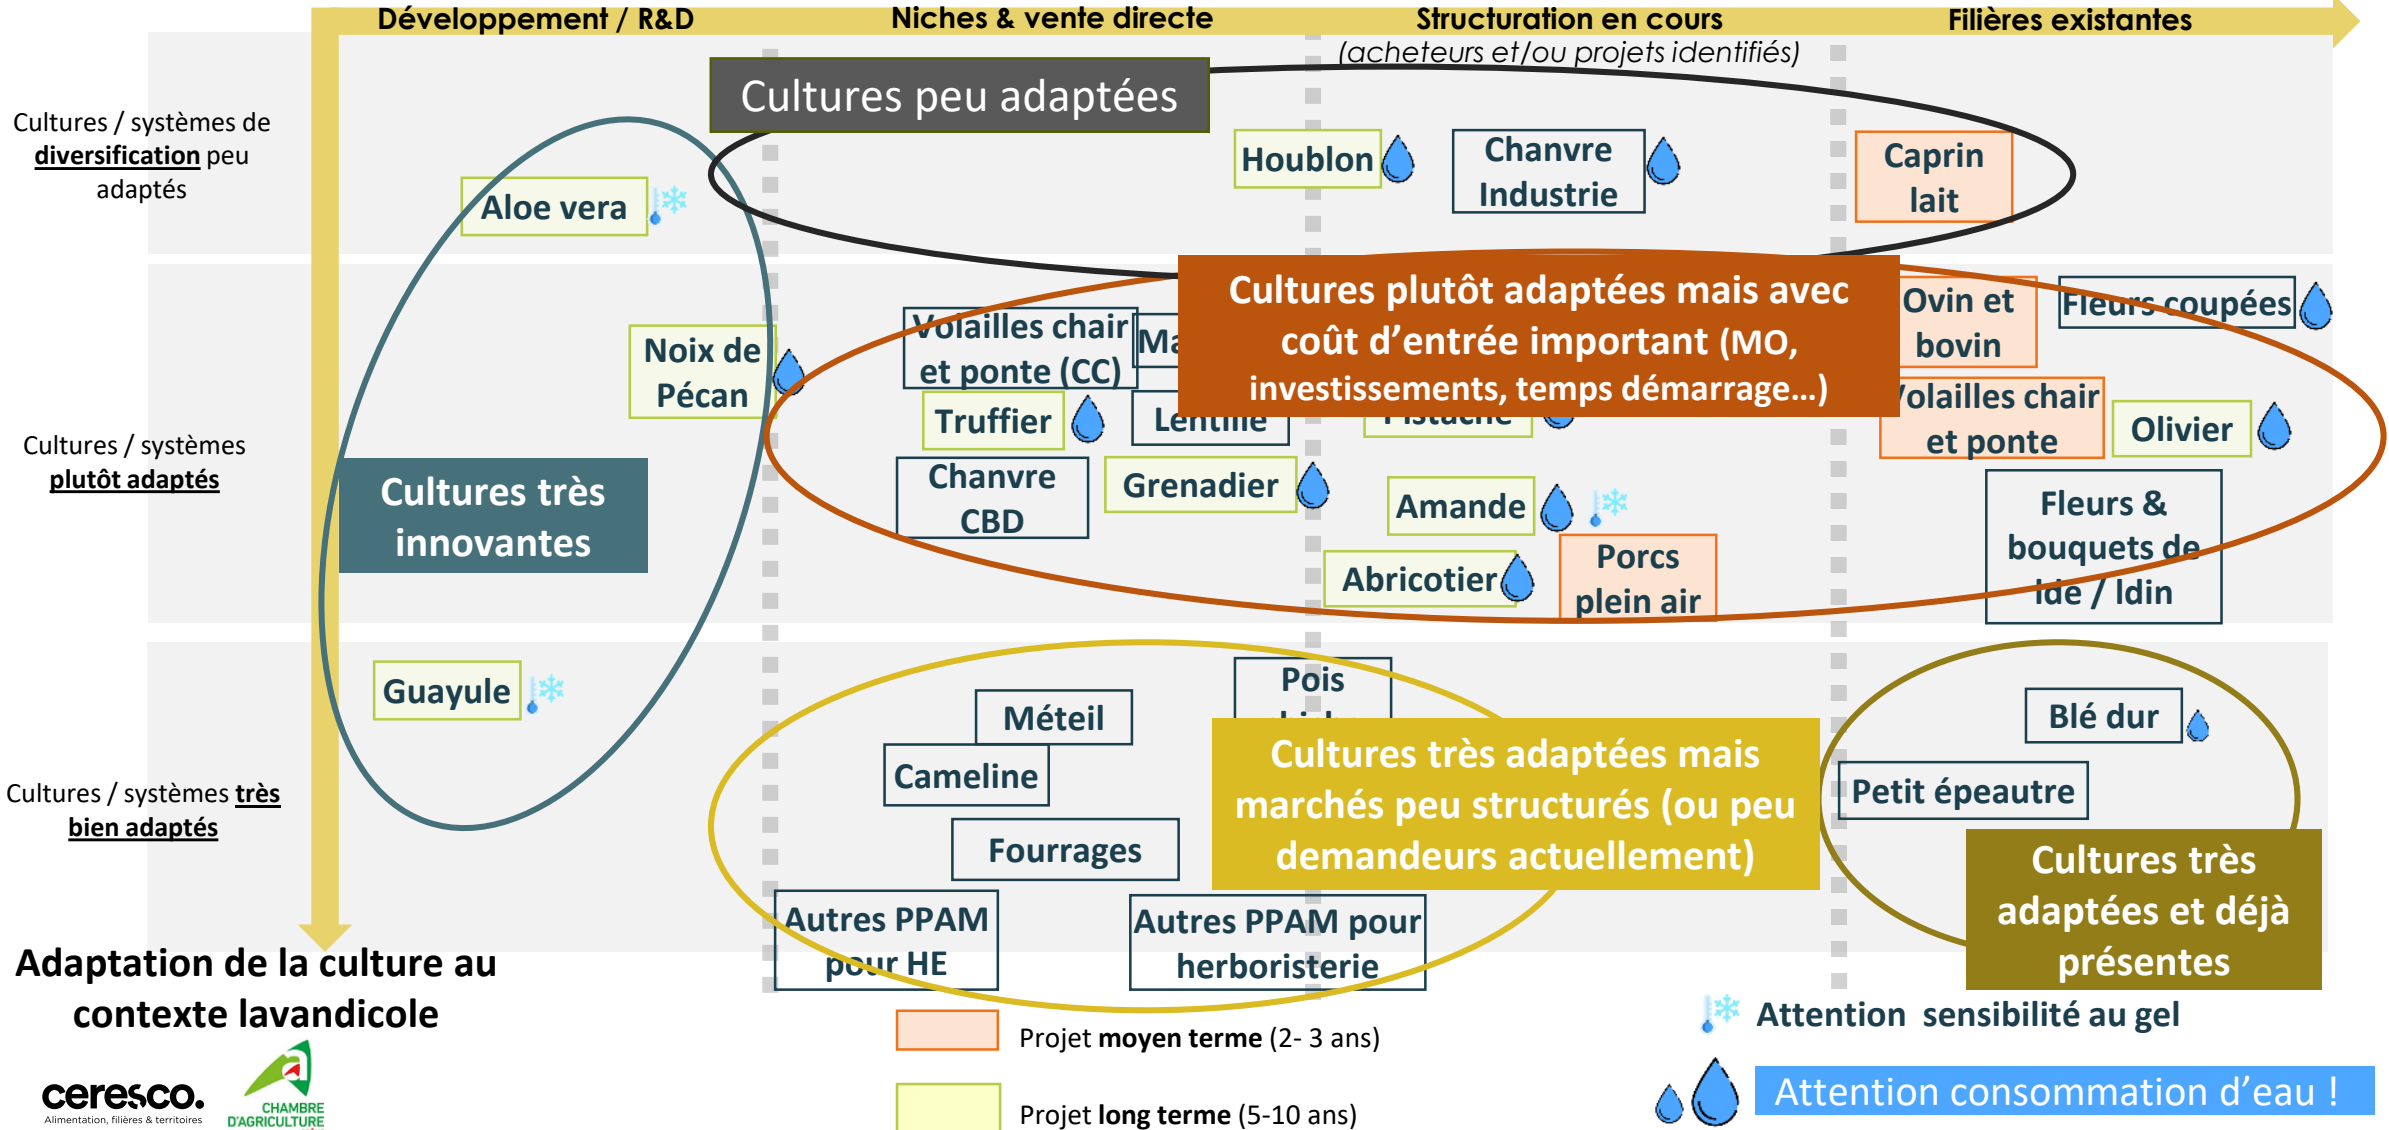 Développement / R&D
Niches & vente directe
Structuration en cours
(acheteurs et/ou projets identifiés)
Filières existantes
Cultures / systèmes de
diversification peu
adaptés
Cultures peu adaptées
Aloe vera
Houblon
Chanvre
Industrie
Caprin
lait
Cultures / systèmes
plutôt adaptés
Cultures très
innovantes
Noix de
Pécan
Volailles chair
et ponte (CC)
Cultures plutôt adaptées mais avec
coût d'entrée important (MO,
investissements, temps démarrage…)
Truffier
Lentille
Chanvre
CBD
Grenadier
Pistache
Amande
Abricotier
Porcs
plein air
Ovin et
bovin
Fleurs coupées
Volailles chair
et ponte
Olivier
Fleurs &
bouquets de
lde / ldin
Cultures / systèmes très
bien adaptés
Guayule
Méteil
Cameline
Fourrages
Autres PPAM
pour HE
Autres PPAM pour
herboristerie
Pois
Cultures très adaptées mais
marchés peu structurés (ou peu
demandeurs actuellement)
Blé dur
Petit épeautre
Cultures très
adaptées et déjà
présentes
Adaptation de la culture au
contexte lavandicole
Projet moyen terme (2- 3 ans)
Projet long terme (5-10 ans)
Attention sensibilité au gel
Attention consommation d'eau !
ceresco.
Alimentation, filières & territoires
CHAMBRE
D'AGRICULTURE